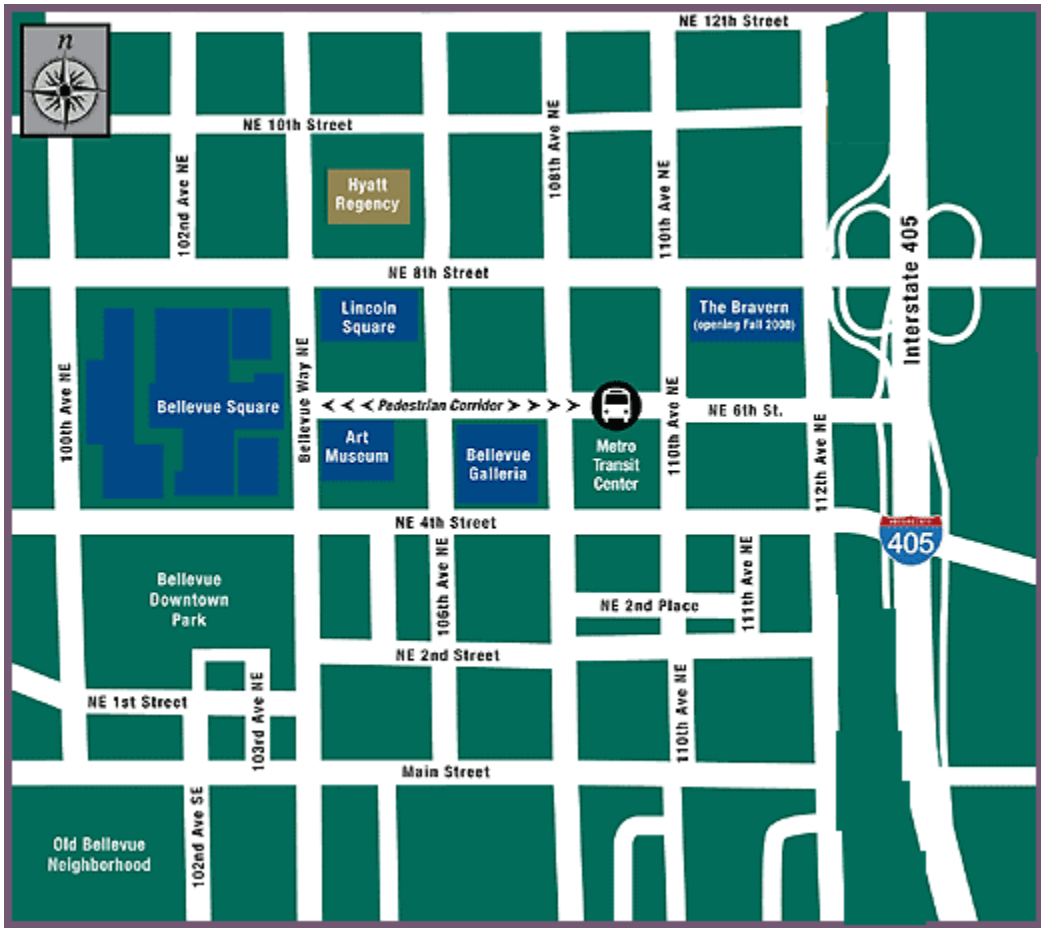 NE 12th Street
n
NE 10th Street
108th Ave NE
102nd Ave NE
110th Ave NE
Hyatt
Regency
Interstate 405
NE 8th Street
Lincoln
Square
The Bravern
(opening Fall 2008)
100th Ave NE
Bellevue Way NE
Bellevue Square
Pedestrian Corridor
110th Ave NE
NE 6th St.
112th Ave NE
Art
Museum
Bellevue
Galleria
Metro
Transit
Center
NE 4th Street
405
106th Ave NE
111th Ave NE
Bellevue
Downtown
Park
NE 2nd Place
NE 2nd Street
103rd Ave NE
110th Ave NE
NE 1st Street
Main Street
102nd Ave SE
Old Bellevue
Neighborhood